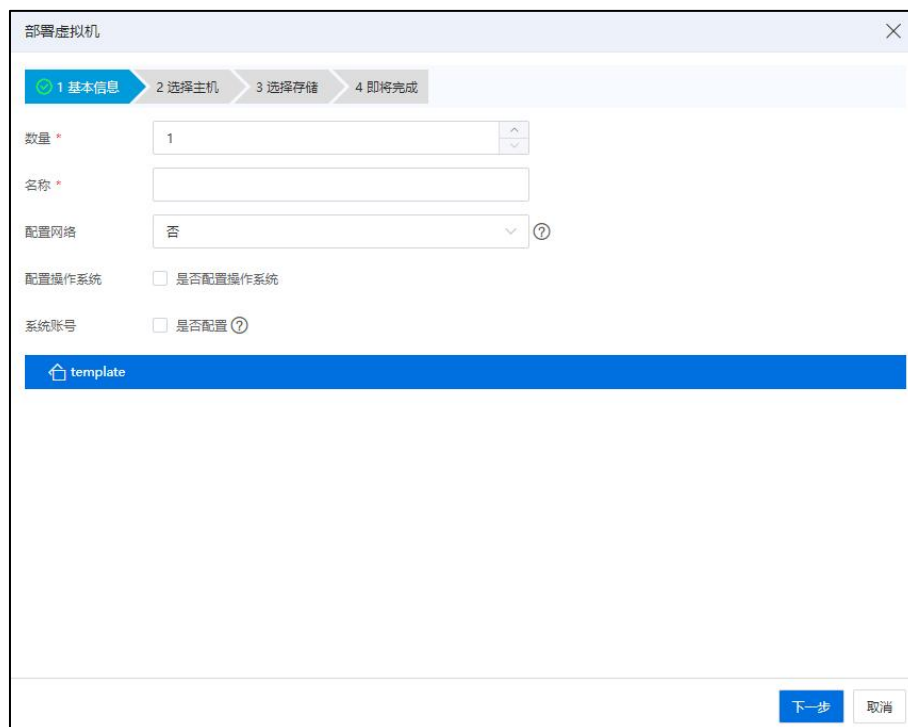 部署虚拟机
1 基本信息 2 选择主机 3 选择存储 4 即将完成
数量 * 1
名称 *
配置网络 否
配置操作系统 是否配置操作系统
系统账号 是否配置
template
下一步 取消